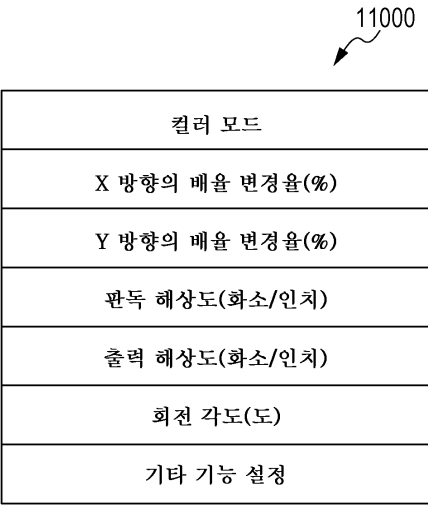 11000
컬러 모드
X 방향의 배율 변경율(%)
Y 방향의 배율 변경율(%)
판독 해상도(화소/인치)
출력 해상도(화소/인치)
회전 각도(도)
기타 기능 설정